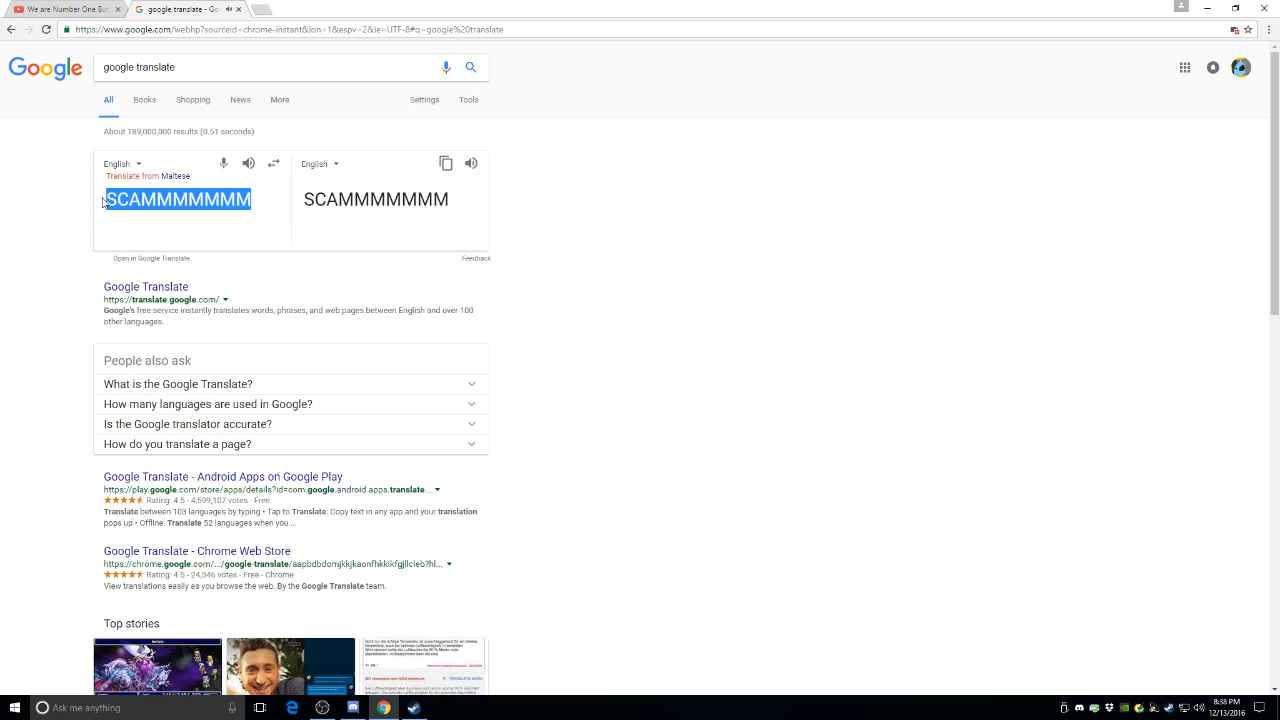 We are Number One But
google translate - Go
https://www.google.com/webhp?sourceid=chrome-instant&ion=1&espv=2&ie=UTF-8#q=google%20translate
Google
google translate
All Books Shopping News More Settings Tools
About 189,000,000 results (0.51 seconds)
English English
Translate from Maltese
SCAMMMMMMM SCAMMMMMMM
Open in Google Translate Feedback
Google Translate
https://translate.google.com/
Google's free service instantly translates words, phrases, and web pages between English and over 100
other languages.
People also ask
What is the Google Translate?
How many languages are used in Google?
Is the Google translator accurate?
How do you translate a page?
Google Translate - Android Apps on Google Play
https://play.google.com/store/apps/details?id=com.google.android.apps.translate...
Rating: 4.5 - 4,599,107 votes - Free
Translate between 103 languages by typing • Tap to Translate: Copy text in any app and your translation
pops up • Offline: Translate 52 languages when you ...
Google Translate - Chrome Web Store
https://chrome.google.com/.../google-translate/aapbdbdomjkkjkaonfhkkikfgjllcleb?hl...
Rating: 4.5 - 24,346 votes - Free - Chrome
View translations easily as you browse the web. By the Google Translate team.
Top stories
Ask me anything
8:38 PM
12/13/2016